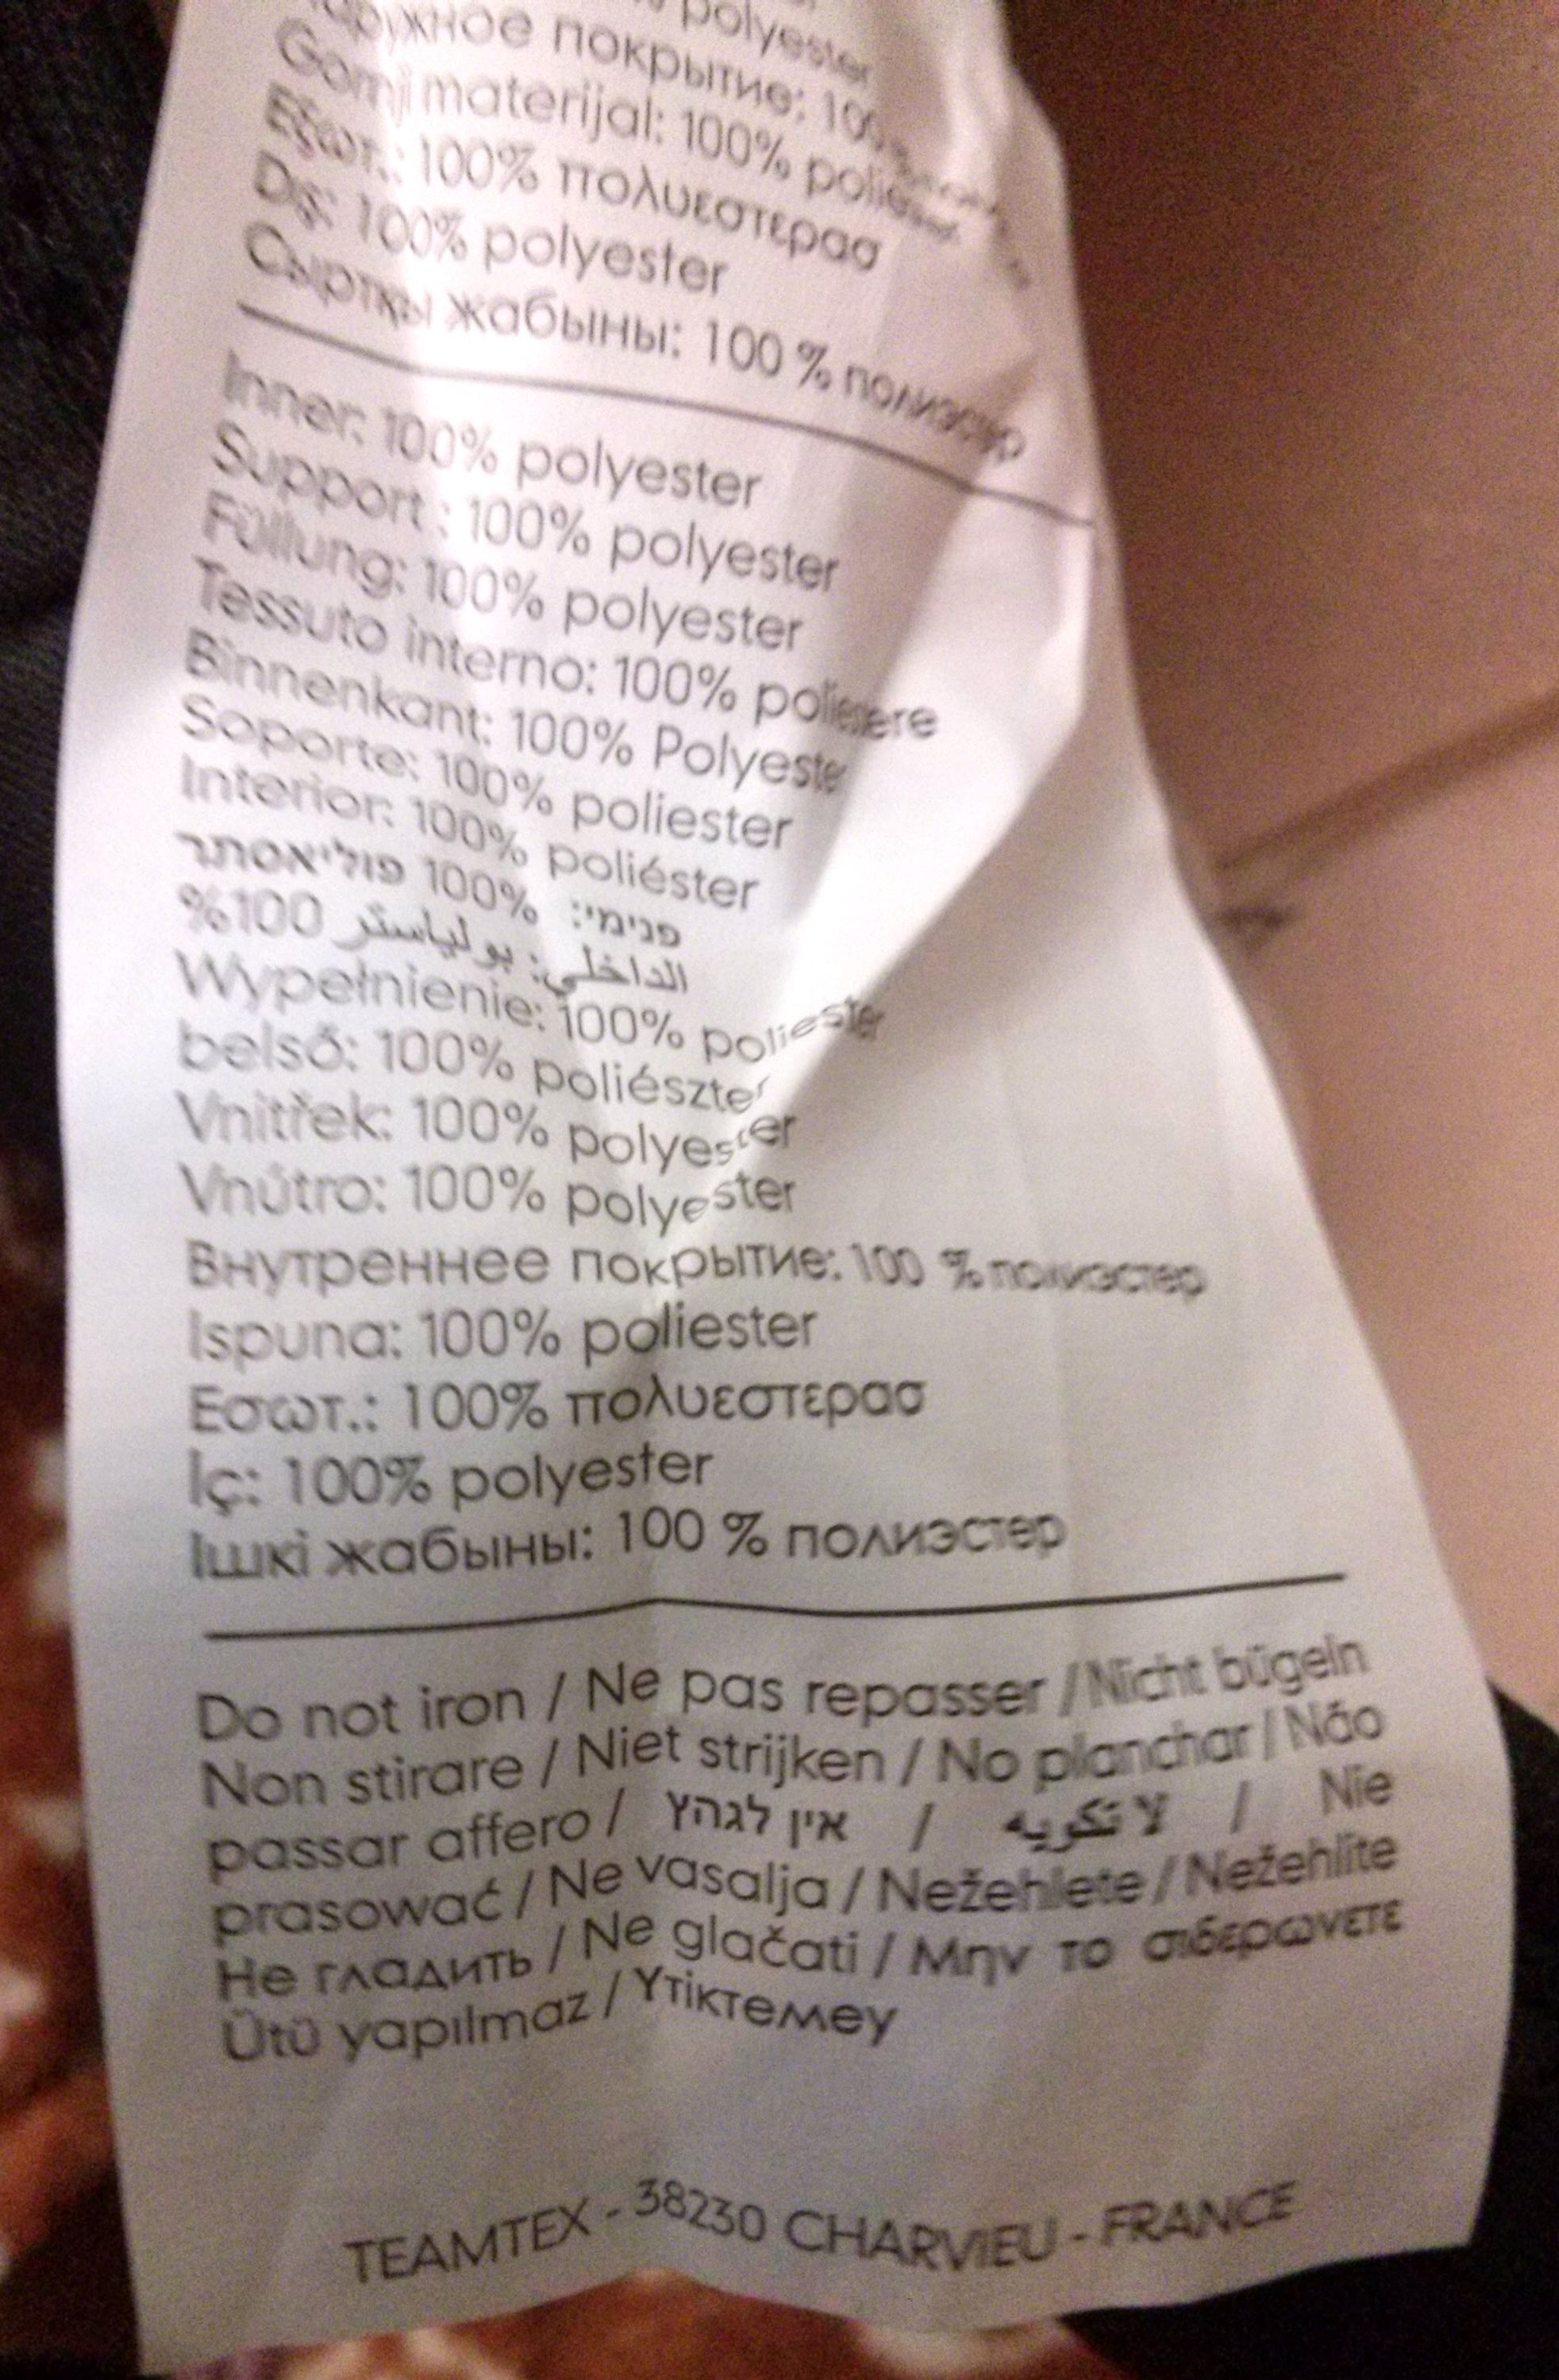 polyester
покрытие: 100
Gornji materijal: 100%
Εξωτ.: 100% πολυεστερασ
Dış: 100% polyester
Сыртқы жабыны: 100 % полиэстер
Inner: 100% polyester
Support : 100% polyester
Füllung: 100% polyester
Tessuto interno: 100% poliestere
Binnenkant: 100% Polyester
Soporte: 100% poliester
Interior: 100% poliéster
פנימי: 100% פוליאסתר
الداخلي: بولياستر 100%
Wypełnienie: 100% poliester
belső: 100% poliészter
Vnitřek: 100% polyester
Vnútro: 100% polyester
Внутреннее покрытие: 100 % полиэстер
Ispuna: 100% poliester
Εσωτ.: 100% πολυεστερασ
İç: 100% polyester
Ішкі жабыны: 100 % полиэстер
Do not iron / Ne pas repasser / Nicht bügeln
Non stirare / Niet strijken / No planchar / Não
passar affero / אין לגהץ / لا تكويه / Nie
prasować / Ne vasalja / Nežehlete / Nežehlite
Не гладить / Ne glačati / Μην το σιδερωνετε
Ütü yapılmaz / Үтіктемеу
TEAMTEX - 38230 CHARVIEU - FRANCE